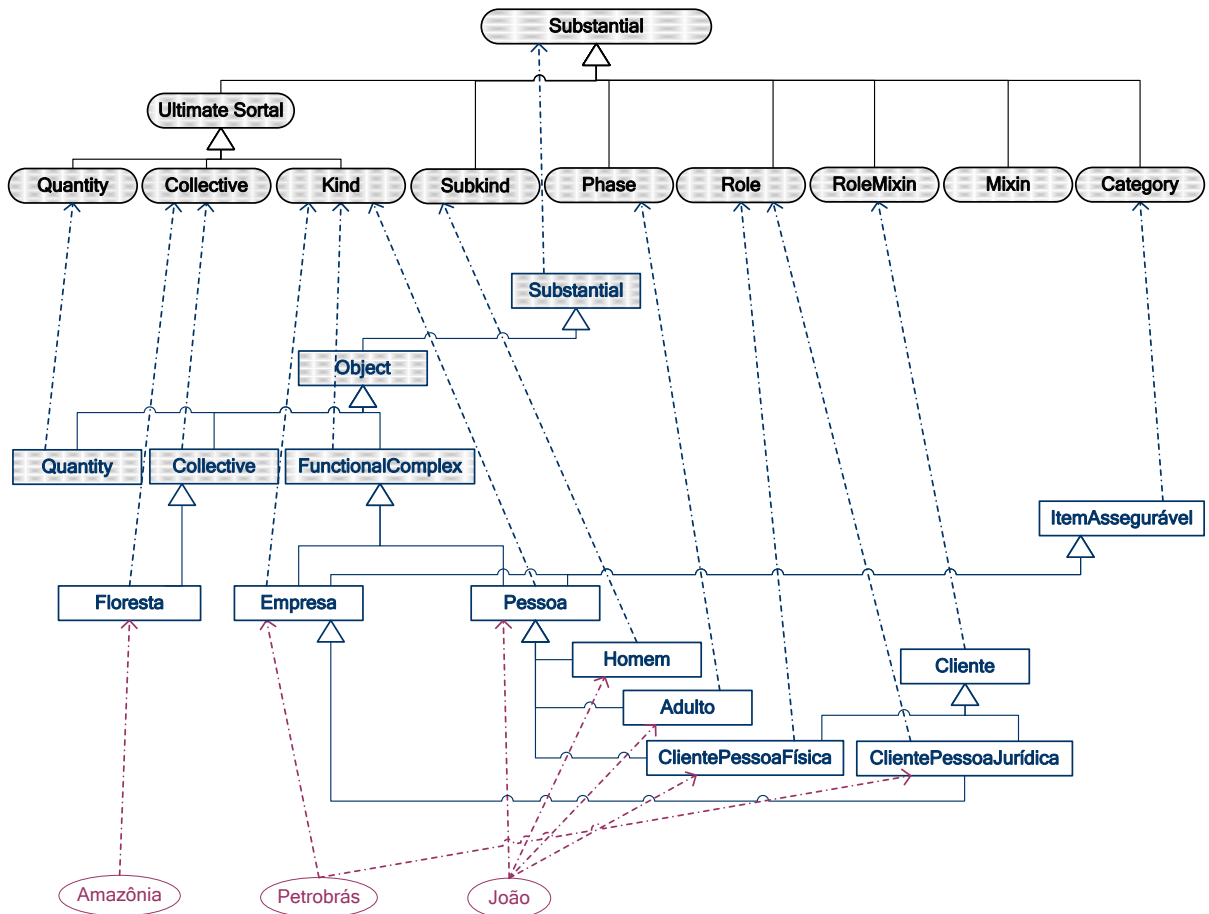 Substantial
Ultimate Sortal
Quantity
Collective
Kind
Subkind
Phase
Role
RoleMixin
Mixin
Category
Substantial
Object
Quantity
Collective
FunctionalComplex
ItemAssegurável
Floresta
Empresa
Pessoa
Homem
Cliente
Adulto
ClientePessoaFísica
ClientePessoaJurídica
Amazônia
Petrobrás
João